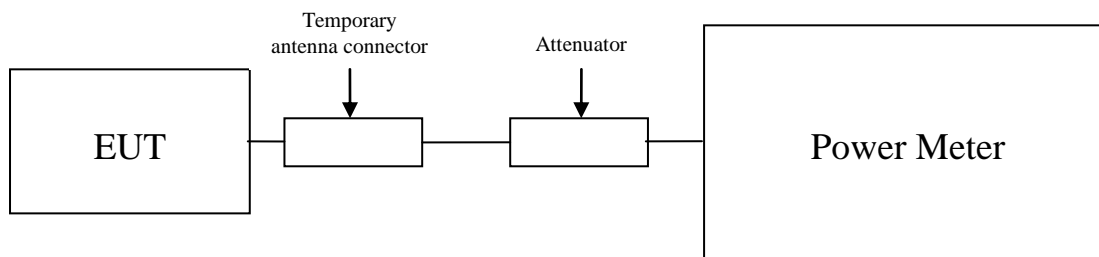 Temporary
antenna connector
Attenuator
EUT
Power Meter